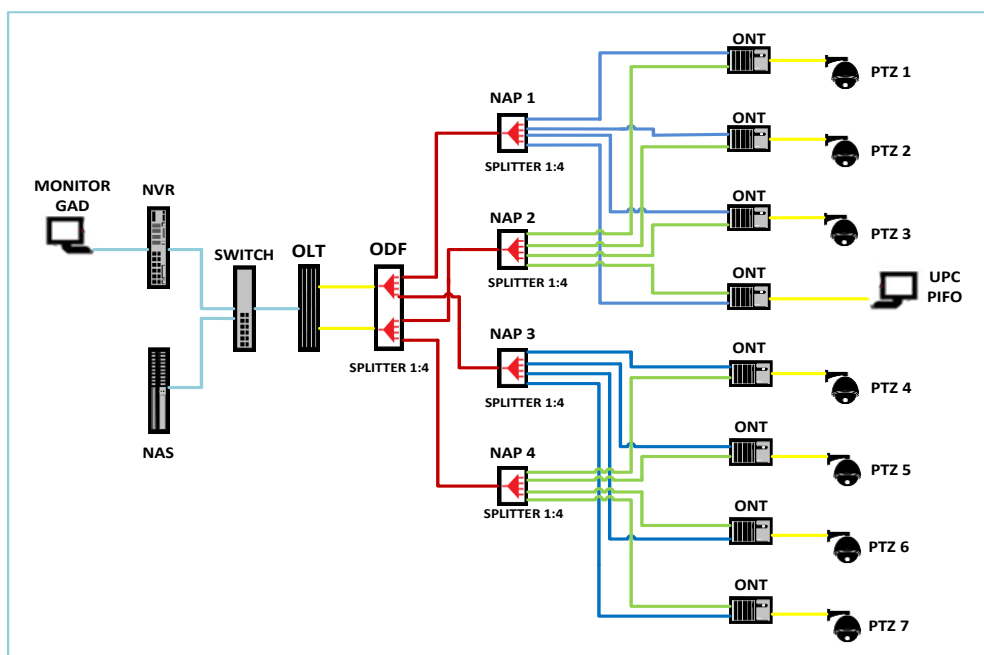 MONITOR
GAD
NVR
NAS
SWITCH
OLT
ODF
SPLITTER 1:4
NAP 1
SPLITTER 1:4
NAP 2
SPLITTER 1:4
NAP 3
SPLITTER 1:4
NAP 4
SPLITTER 1:4
ONT
PTZ 1
ONT
PTZ 2
ONT
PTZ 3
ONT
UPC
PIFO
ONT
PTZ 4
ONT
PTZ 5
ONT
PTZ 6
ONT
PTZ 7